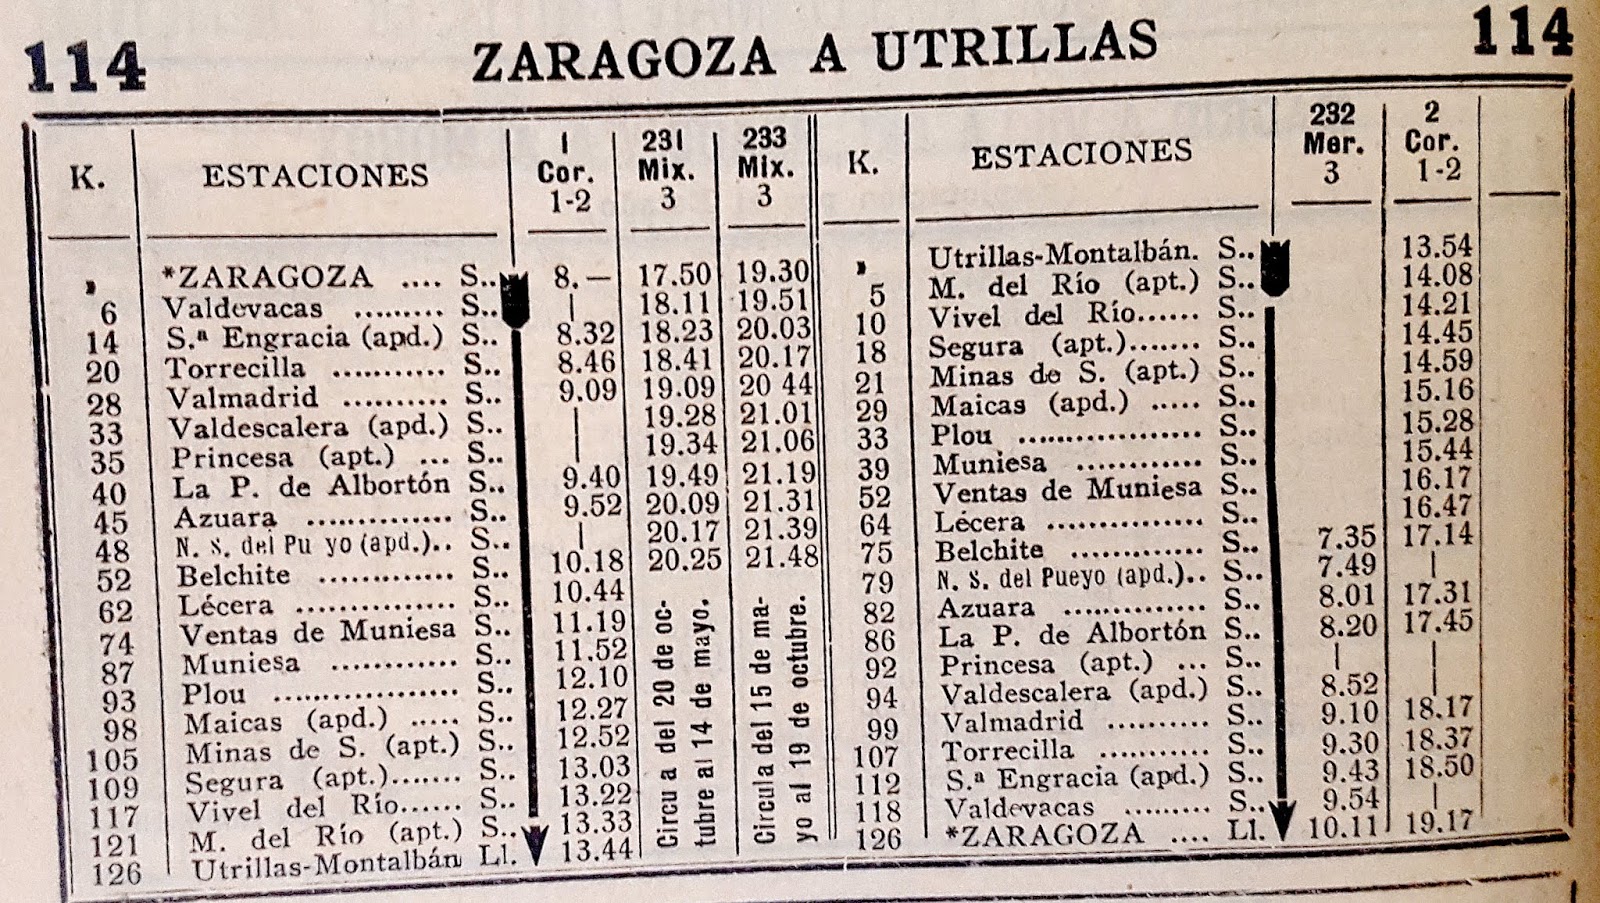 114 ZARAGOZA A UTRILLAS 114
K. ESTACIONES 1 Cor. 1-2 231 Mix. 3 233 Mix. 3
» *ZARAGOZA .... S.. 8.— 17.50 19.30
6 Valdevacas ......... S.. | 18.11 19.51
14 S.ª Engracia (apd.) S.. 8.32 18.23 20.03
20 Torrecilla ........... S.. 8.46 18.41 20.17
28 Valmadrid .......... S.. 9.09 19.09 20 44
33 Valdescalera (apd.) S.. | 19.28 21.01
35 Princesa (apt.) ... S.. | 19.34 21.06
40 La P. de Albortón S.. 9.40 19.49 21.19
45 Azuara .............. S.. 9.52 20.09 21.31
48 N. S. del Pu yo (apd.).. S.. | 20.17 21.39
52 Belchite ............. S.. 10.18 20.25 21.48
62 Lécera ............... S.. 10.44
74 Ventas de Muniesa S.. 11.19
87 Muniesa ............ S.. 11.52
93 Plou .................. S.. 12.10
98 Maicas (apd.) ..... S.. 12.27
105 Minas de S. (apt.) S.. 12.52
109 Segura (apt.)....... S.. 13.03
117 Vivel del Río...... S.. 13.22
121 M. del Río (apt.) S.. 13.33
126 Utrillas-Montalbán Ll. 13.44
Circu a del 20 de oc-
tubre al 14 de mayo.
Circula del 15 de ma-
yo al 19 de octubre.
K. ESTACIONES 232 Mer. 3 2 Cor. 1-2
» Utrillas-Montalbán. S.. 13.54
5 M. del Río (apt.) S.. 14.08
10 Vivel del Río...... S.. 14.21
18 Segura (apt.)....... S.. 14.45
21 Minas de S. (apt.) S.. 14.59
29 Maicas (apd.) ..... S.. 15.16
33 Plou .................. S.. 15.28
39 Muniesa ............ S.. 15.44
52 Ventas de Muniesa S.. 16.17
64 Lécera ............... S.. 16.47
75 Belchite ............. S.. 7.35 17.14
79 N. S. del Pueyo (apd.).. S.. 7.49 |
82 Azuara .............. S.. 8.01 17.31
86 La P. de Albortón S.. 8.20 17.45
92 Princesa (apt.) ... S.. | |
94 Valdescalera (apd.) S.. 8.52 |
99 Valmadrid .......... S.. 9.10 18.17
107 Torrecilla ........... S.. 9.30 18.37
112 S.ª Engracia (apd.) S.. 9.43 18.50
118 Valdevacas ......... S.. 9.54 |
126 *ZARAGOZA .... Ll. 10.11 19.17